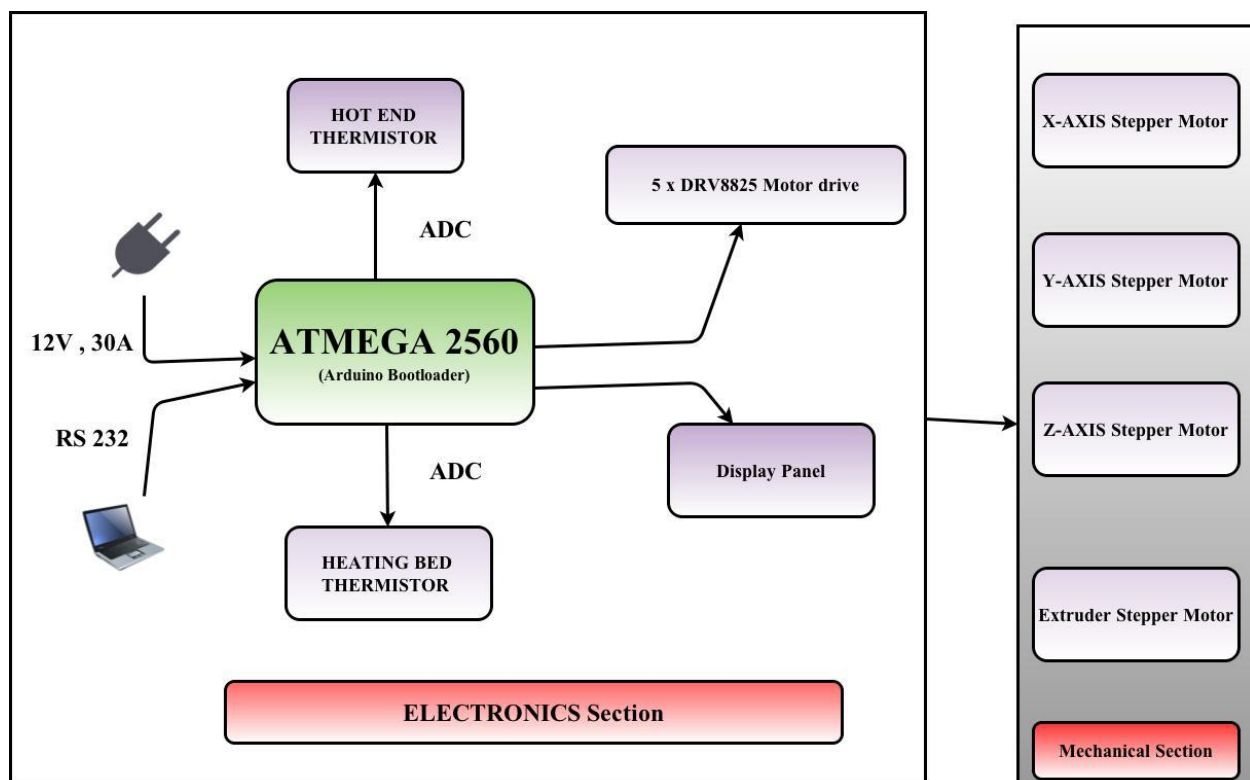 HOT END
THERMISTOR
ADC
5 x DRV8825 Motor drive
12V , 30A
ATMEGA 2560
(Arduino Bootloader)
RS 232
ADC
Display Panel
HEATING BED
THERMISTOR
ELECTRONICS Section
X-AXIS Stepper Motor
Y-AXIS Stepper Motor
Z-AXIS Stepper Motor
Extruder Stepper Motor
Mechanical Section